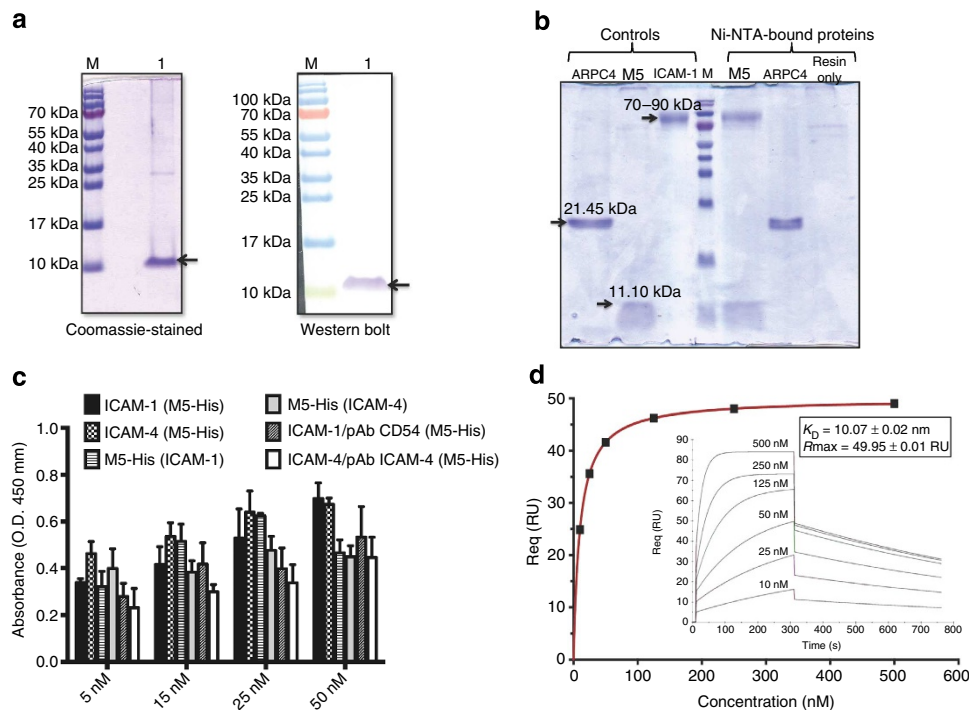 a
M 1
70 kDa
55 kDa
40 kDa
35 kDa
25 kDa
17 kDa
10 kDa
Coomassie-stained
M 1
100 kDa
70 kDa
55 kDa
40 kDa
35 kDa
25 kDa
17 kDa
10 kDa
Western bolt
b
Controls
Ni-NTA-bound proteins
ARPC4 M5 ICAM-1 M M5 ARPC4 Resin only
70–90 kDa
21.45 kDa
11.10 kDa
c
ICAM-1 (M5-His)
ICAM-4 (M5-His)
M5-His (ICAM-1)
M5-His (ICAM-4)
ICAM-1/pAb CD54 (M5-His)
ICAM-4/pAb ICAM-4 (M5-His)
Absorbance (O.D. 450 mm)
1.0
0.8
0.6
0.4
0.2
0.0
5 nM
15 nM
25 nM
50 nM
d
Req (RU)
50
40
30
20
10
0
0 100 200 300 400 500 600
Concentration (nM)
KD = 10.07 ± 0.02 nm
Rmax = 49.95 ± 0.01 RU
Req (RU)
90
80
70
60
50
40
30
20
10
0
500 nM
250 nM
125 nM
50 nM
25 nM
10 nM
0 100 200 300 400 500 600 700 800
Time (s)